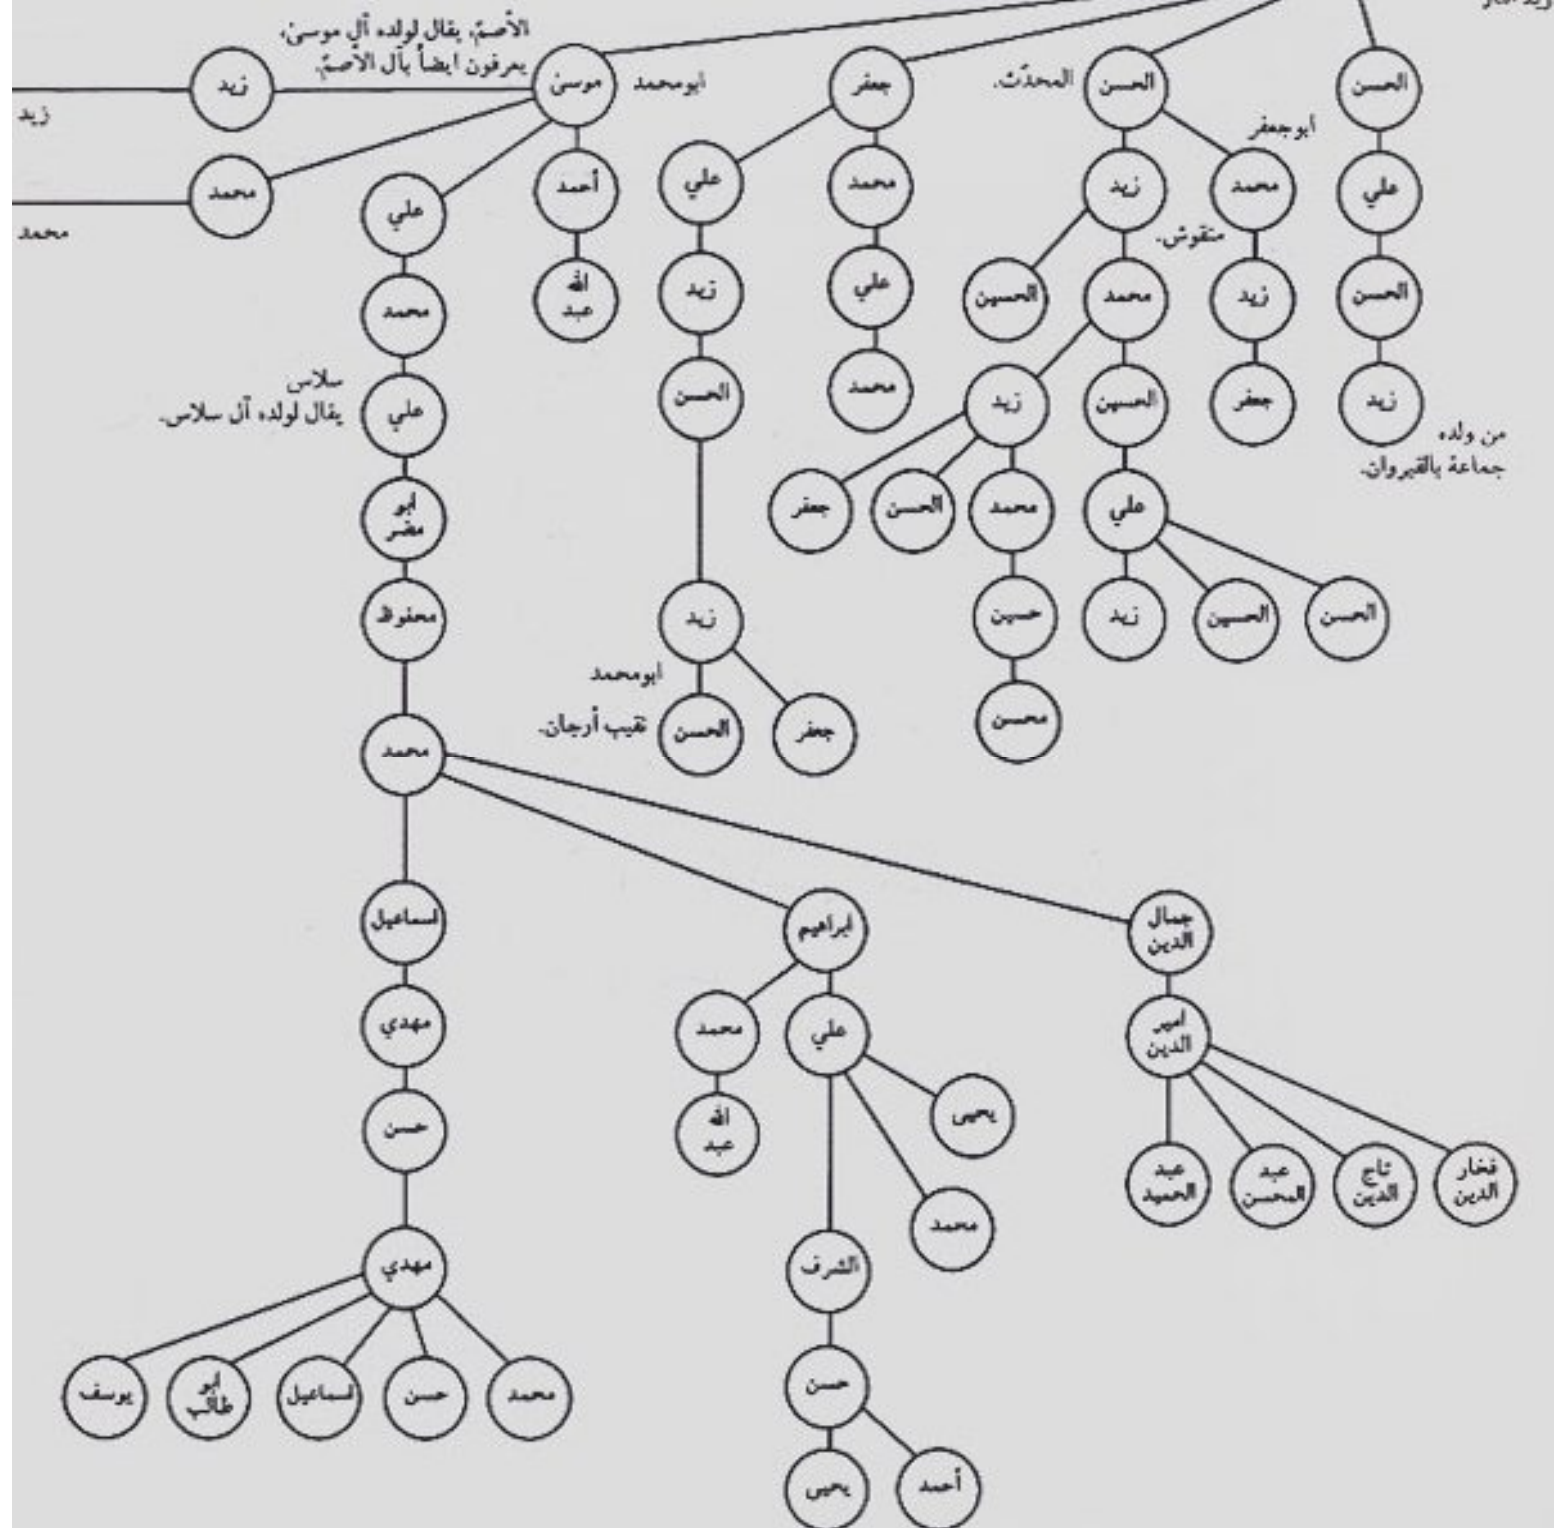 الأصمّ، يقال لولده آل موسىٰ،
يعرفون ايضاً بآل الأصمّ.
الحسن
المحدّث.
الحسن
جعفر
ابومحمد
موسىٰ
زيد
زيد
ابوجعفر
علي
محمد
منقوش.
زيد
محمد
علي
أحمد
علي
محمد
محمد
الحسن
زيد
محمد
الحسين
علي
زيد
الله
عبد
محمد
زيد
من ولده
جماعة بالقيروان.
جعفر
الحسين
زيد
محمد
الحسن
علي
سلاس
يقال لولده آل سلاس.
علي
محمد
الحسن
جعفر
ابو
مضر
الحسن
الحسين
زيد
حسين
زيد
محفوظ
محسن
جعفر
ابومحمد
الحسن
نقيب أرجان.
محمد
جمال
الدين
ابراهيم
اسماعيل
امير
الدين
علي
محمد
مهدي
يحيى
الله
عبد
حسن
فخار
الدين
تاج
الدين
عبد
المحسن
عبد
الحميد
محمد
الشرف
مهدي
حسن
محمد
حسن
اسماعيل
ابو
طالب
يوسف
أحمد
يحيى